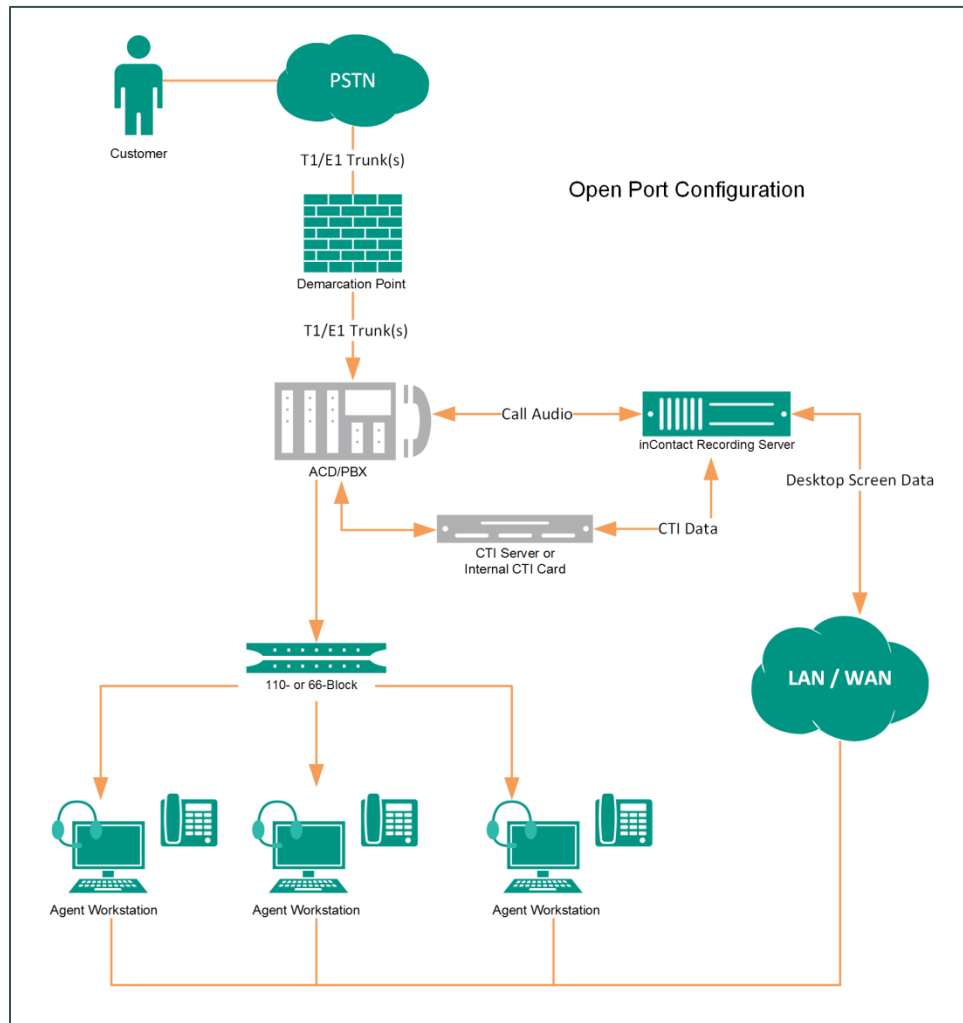 PSTN
Customer
T1/E1 Trunk(s)
Open Port Configuration
Demarcation Point
T1/E1 Trunk(s)
Call Audio
inContact Recording Server
ACD/PBX
Desktop Screen Data
CTI Data
CTI Server or
Internal CTI Card
110- or 66-Block
LAN / WAN
Agent Workstation
Agent Workstation
Agent Workstation